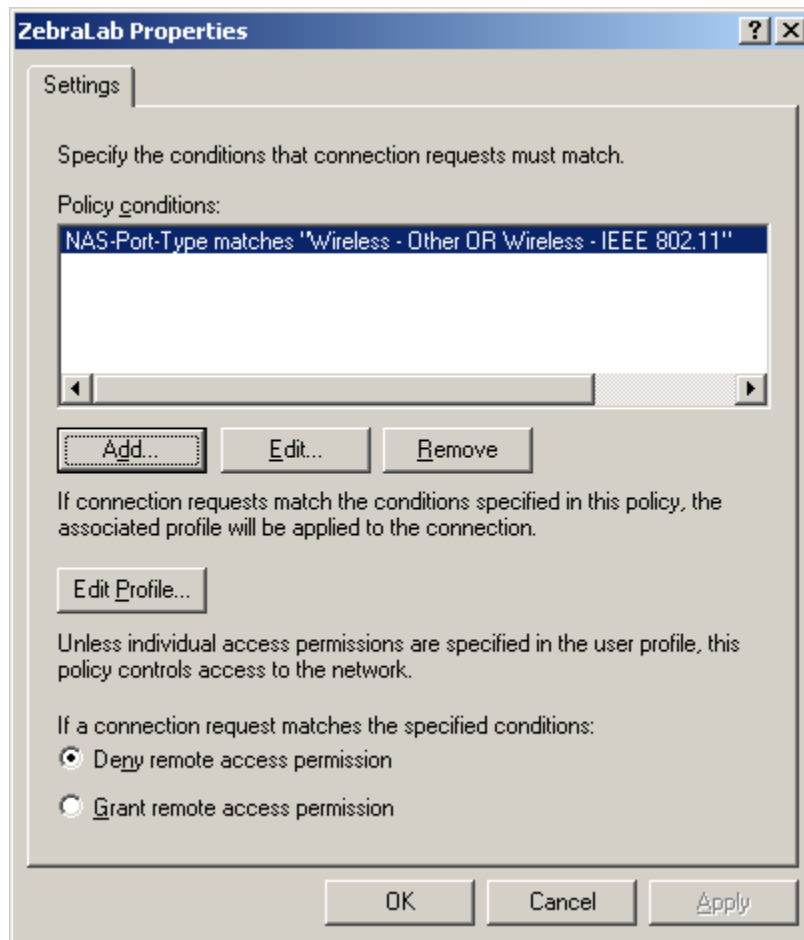 ZebraLab Properties
Settings
Specify the conditions that connection requests must match.
Policy conditions:
NAS-Port-Type matches "Wireless - Other OR Wireless - IEEE 802.11"
Add... Edit... Remove
If connection requests match the conditions specified in this policy, the
associated profile will be applied to the connection.
Edit Profile...
Unless individual access permissions are specified in the user profile, this
policy controls access to the network.
If a connection request matches the specified conditions:
Deny remote access permission
Grant remote access permission
OK Cancel Apply